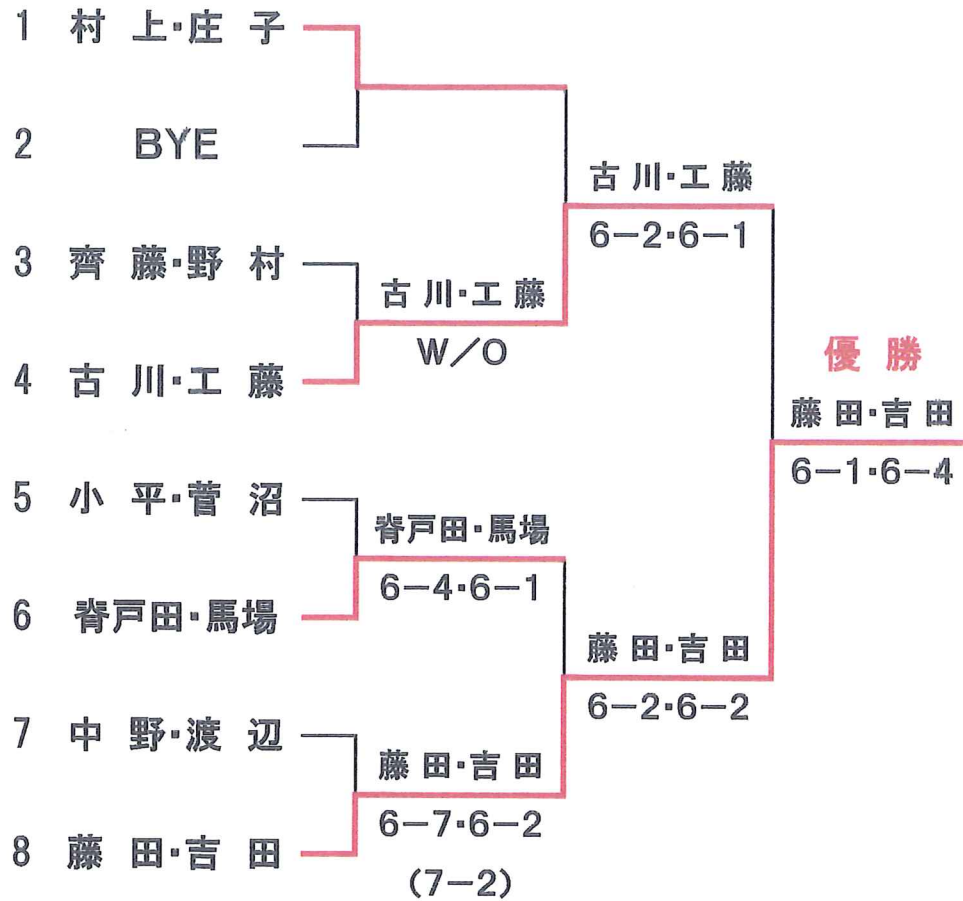 1 村上・庄子
2 BYE
古川・工藤
6-2・6-1
3 齊藤・野村
古川・工藤
W/O
4 古川・工藤
優勝
藤田・吉田
6-1・6-4
5 小平・菅沼
脊戸田・馬場
6-4・6-1
6 脊戸田・馬場
藤田・吉田
6-2・6-2
7 中野・渡辺
藤田・吉田
6-7・6-2
8 藤田・吉田
(7-2)